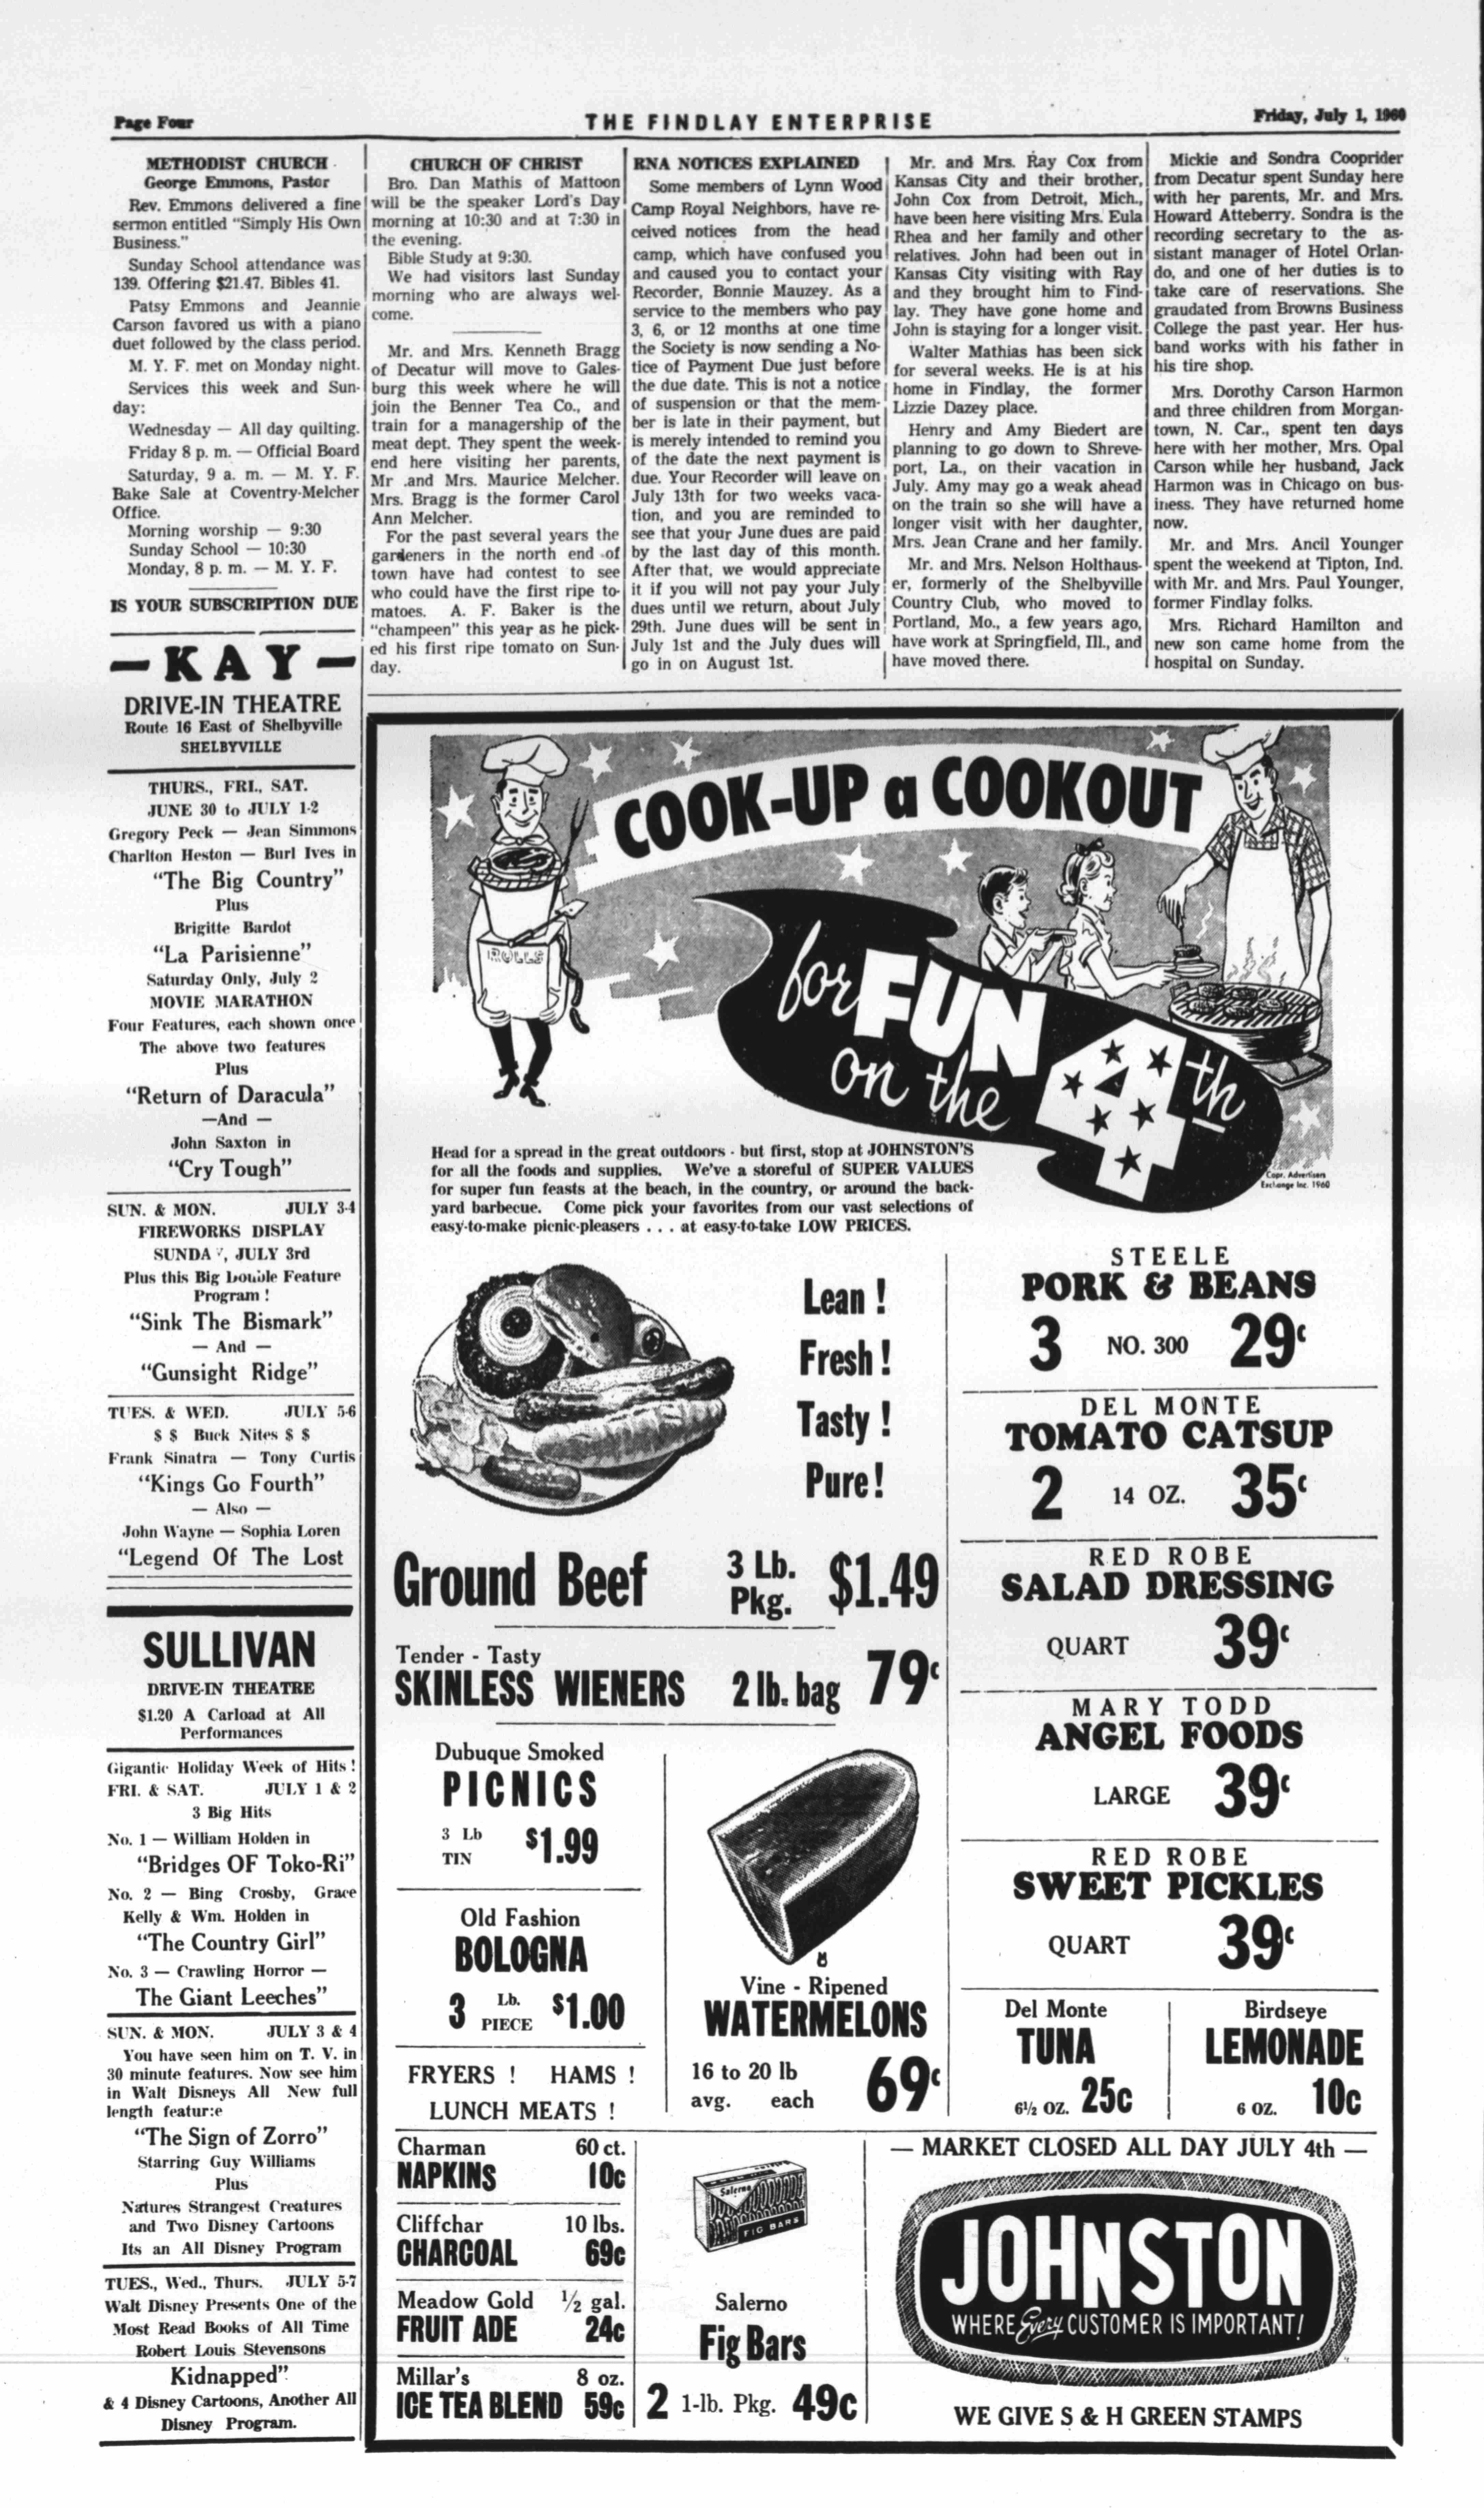 Page Four
THE FINDLAY ENTERPRISE
Friday, July 1, 1960
METHODIST CHURCH
George Emmons, Pastor
Rev. Emmons delivered a fine
sermon entitled "Simply His Own
Business."
Sunday School attendance was
139. Offering $21.47. Bibles 41.
Patsy Emmons and Jeannie
Carson favored us with a piano
duet followed by the class period.
M. Y. F. met on Monday night.
Services this week and Sun-
day:
Wednesday — All day quilting.
Friday 8 p. m. — Official Board
Saturday, 9 a. m. — M. Y. F.
Bake Sale at Coventry-Melcher
Office.
Morning worship — 9:30
Sunday School — 10:30
Monday, 8 p. m. — M. Y. F.
IS YOUR SUBSCRIPTION DUE
— KAY —
DRIVE-IN THEATRE
Route 16 East of Shelbyville
SHELBYVILLE
THURS., FRI., SAT.
JUNE 30 to JULY 1-2
Gregory Peck — Jean Simmons
Charlton Heston — Burl Ives in
"The Big Country"
Plus
Brigitte Bardot
"La Parisienne"
Saturday Only, July 2
MOVIE MARATHON
Four Features, each shown once
The above two features
Plus
"Return of Daracula"
—And —
John Saxton in
"Cry Tough"
SUN. & MON. JULY 3-4
FIREWORKS DISPLAY
SUNDA , JULY 3rd
Plus this Big Double Feature
Program !
"Sink The Bismark"
— And —
"Gunsight Ridge"
TUES. & WED. JULY 5-6
$ $ Buck Nites $ $
Frank Sinatra — Tony Curtis
"Kings Go Fourth"
— Also —
John Wayne — Sophia Loren
"Legend Of The Lost
SULLIVAN
DRIVE-IN THEATRE
$1.20 A Carload at All
Performances
Gigantic Holiday Week of Hits !
FRI. & SAT. JULY 1 & 2
3 Big Hits
No. 1 — William Holden in
"Bridges OF Toko-Ri"
No. 2 — Bing Crosby, Grace
Kelly & Wm. Holden in
"The Country Girl"
No. 3 — Crawling Horror —
The Giant Leeches"
SUN. & MON. JULY 3 & 4
You have seen him on T. V. in
30 minute features. Now see him
in Walt Disneys All New full
length featur:e
"The Sign of Zorro"
Starring Guy Williams
Plus
Natures Strangest Creatures
and Two Disney Cartoons
Its an All Disney Program
TUES., Wed., Thurs. JULY 5-7
Walt Disney Presents One of the
Most Read Books of All Time
Robert Louis Stevensons
Kidnapped"
& 4 Disney Cartoons, Another All
Disney Program.
CHURCH OF CHRIST
Bro. Dan Mathis of Mattoon
will be the speaker Lord's Day
morning at 10:30 and at 7:30 in
the evening.
Bible Study at 9:30.
We had visitors last Sunday
morning who are always wel-
come.
Mr. and Mrs. Kenneth Bragg
of Decatur will move to Gales-
burg this week where he will
join the Benner Tea Co., and
train for a managership of the
meat dept. They spent the week-
end here visiting her parents,
Mr .and Mrs. Maurice Melcher.
Mrs. Bragg is the former Carol
Ann Melcher.
For the past several years the
gardeners in the north end of
town have had contest to see
who could have the first ripe to-
matoes. A. F. Baker is the
"champeen" this year as he pick-
ed his first ripe tomato on Sun-
day.
RNA NOTICES EXPLAINED
Some members of Lynn Wood
Camp Royal Neighbors, have re-
ceived notices from the head
camp, which have confused you
and caused you to contact your
Recorder, Bonnie Mauzey. As a
service to the members who pay
3, 6, or 12 months at one time
the Society is now sending a No-
tice of Payment Due just before
the due date. This is not a notice
of suspension or that the mem-
ber is late in their payment, but
is merely intended to remind you
of the date the next payment is
due. Your Recorder will leave on
July 13th for two weeks vaca-
tion, and you are reminded to
see that your June dues are paid
by the last day of this month.
After that, we would appreciate
it if you will not pay your July
dues until we return, about July
29th. June dues will be sent in
July 1st and the July dues will
go in on August 1st.
Mr. and Mrs. Ray Cox from
Kansas City and their brother,
John Cox from Detroit, Mich.,
have been here visiting Mrs. Eula
Rhea and her family and other
relatives. John had been out in
Kansas City visiting with Ray
and they brought him to Find-
lay. They have gone home and
John is staying for a longer visit.
Walter Mathias has been sick
for several weeks. He is at his
home in Findlay, the former
Lizzie Dazey place.
Henry and Amy Biedert are
planning to go down to Shreve-
port, La., on their vacation in
July. Amy may go a weak ahead
on the train so she will have a
longer visit with her daughter,
Mrs. Jean Crane and her family.
Mr. and Mrs. Nelson Holthaus-
er, formerly of the Shelbyville
Country Club, who moved to
Portland, Mo., a few years ago,
have work at Springfield, Ill., and
have moved there.
Mickie and Sondra Cooprider
from Decatur spent Sunday here
with her parents, Mr. and Mrs.
Howard Atteberry. Sondra is the
recording secretary to the as-
sistant manager of Hotel Orlan-
do, and one of her duties is to
take care of reservations. She
graudated from Browns Business
College the past year. Her hus-
band works with his father in
his tire shop.
Mrs. Dorothy Carson Harmon
and three children from Morgan-
town, N. Car., spent ten days
here with her mother, Mrs. Opal
Carson while her husband, Jack
Harmon was in Chicago on bus-
iness. They have returned home
now.
Mr. and Mrs. Ancil Younger
spent the weekend at Tipton, Ind.
with Mr. and Mrs. Paul Younger,
former Findlay folks.
Mrs. Richard Hamilton and
new son came home from the
hospital on Sunday.
COOK-UP a COOKOUT
ROLLS
for FUN
on the 4th
Copr. Advertisers
Exchange Inc. 1960
Head for a spread in the great outdoors - but first, stop at JOHNSTON'S
for all the foods and supplies. We've a storeful of SUPER VALUES
for super fun feasts at the beach, in the country, or around the back-
yard barbecue. Come pick your favorites from our vast selections of
easy-to-make picnic-pleasers . . . at easy-to-take LOW PRICES.
Lean !
Fresh !
Tasty !
Pure !
Ground Beef 3 Lb. Pkg. $1.49
Tender - Tasty
SKINLESS WIENERS 2 lb. bag 79c
Dubuque Smoked
PICNICS
3 Lb TIN $1.99
Old Fashion
BOLOGNA
3 Lb. PIECE $1.00
FRYERS ! HAMS !
LUNCH MEATS !
Vine - Ripened
WATERMELONS
16 to 20 lb
avg. each 69c
STEELE
PORK & BEANS
3 NO. 300 29c
DEL MONTE
TOMATO CATSUP
2 14 OZ. 35c
RED ROBE
SALAD DRESSING
QUART 39c
MARY TODD
ANGEL FOODS
LARGE 39c
RED ROBE
SWEET PICKLES
QUART 39c
Del Monte
TUNA
6½ OZ. 25c
Birdseye
LEMONADE
6 OZ. 10c
Charman 60 ct.
NAPKINS 10c
Cliffchar 10 lbs.
CHARCOAL 69c
Meadow Gold ½ gal.
FRUIT ADE 24c
Millar's 8 oz.
ICE TEA BLEND 59c
Salerno
FIG BARS
Salerno
Fig Bars
2 1-lb. Pkg. 49c
— MARKET CLOSED ALL DAY JULY 4th —
JOHNSTON
WHERE Every CUSTOMER IS IMPORTANT!
WE GIVE S & H GREEN STAMPS